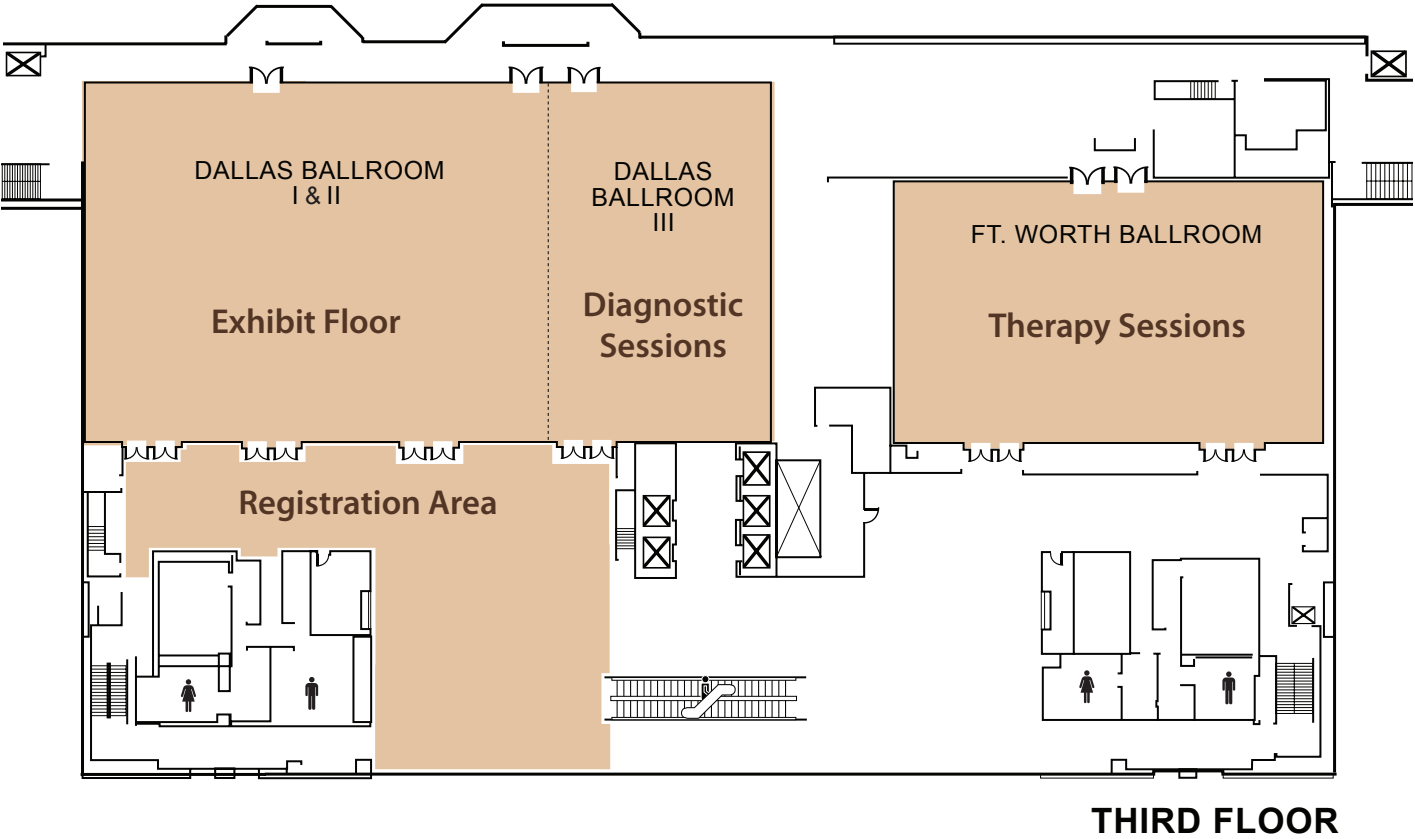 DALLAS BALLROOM
I & II
DALLAS
BALLROOM
III
FT. WORTH BALLROOM
Exhibit Floor
Diagnostic
Sessions
Therapy Sessions
Registration Area
THIRD FLOOR